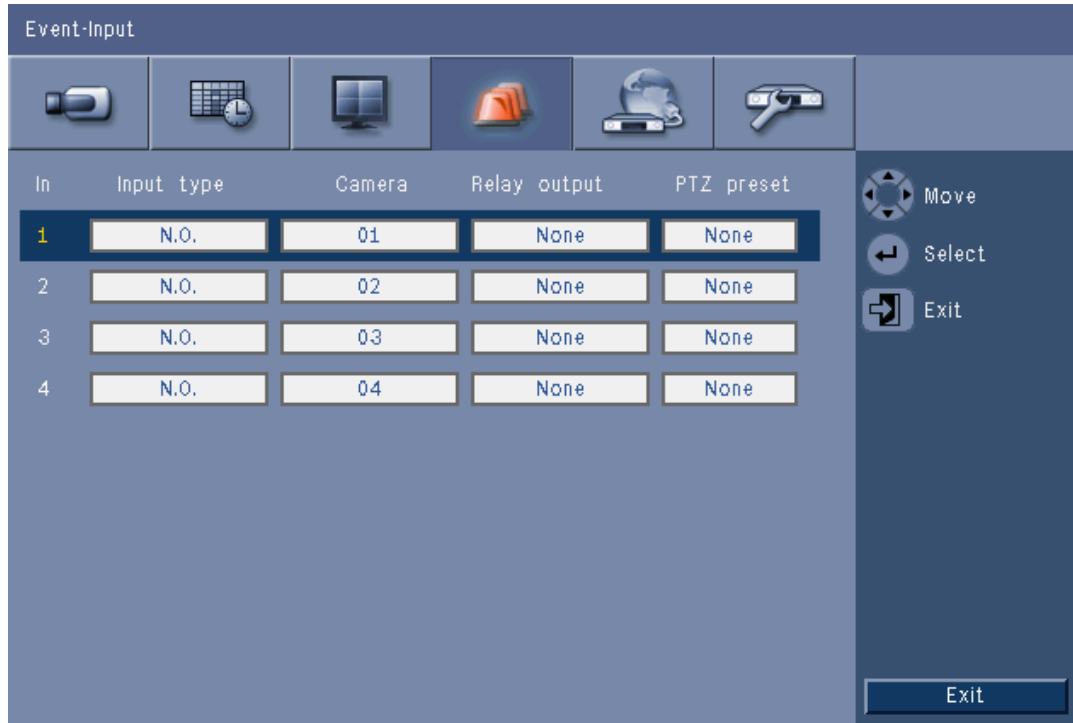 Event-Input
In Input type Camera Relay output PTZ preset
1 N.O. 01 None None
2 N.O. 02 None None
3 N.O. 03 None None
4 N.O. 04 None None
Move
Select
Exit
Exit